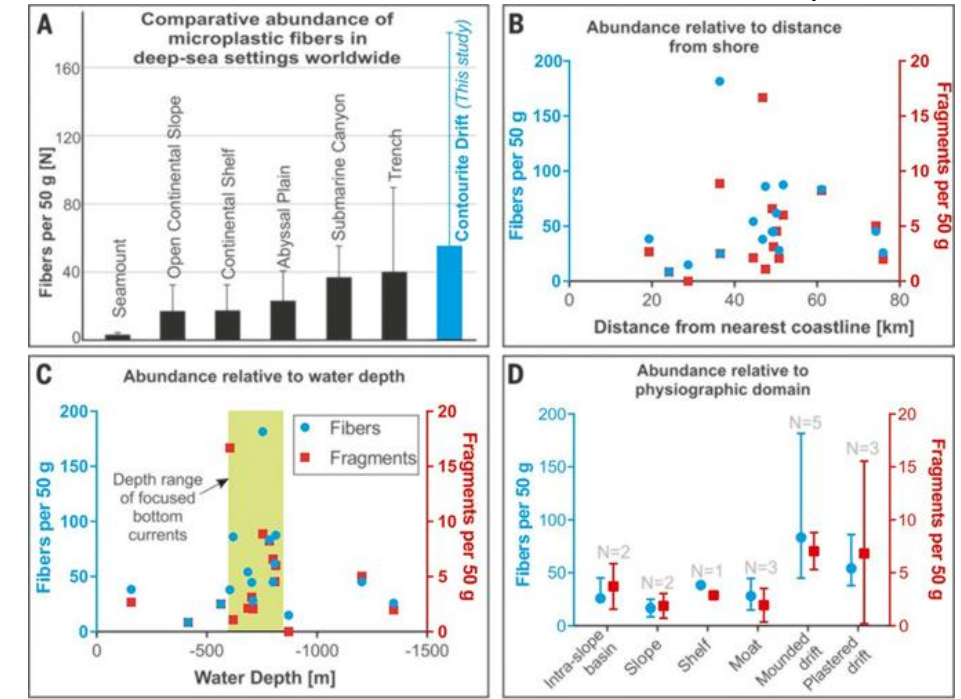 A
Comparative abundance of
microplastic fibers in
deep-sea settings worldwide
Fibers per 50 g [N]
160
120
80
40
0
Seamount
Open Continental Slope
Continental Shelf
Abyssal Plain
Submarine Canyon
Trench
Contourite Drift (This study)
B
Abundance relative to distance
from shore
Fibers per 50 g
200
150
100
50
0
Fragments per 50 g
20
15
10
5
0
0 20 40 60 80
Distance from nearest coastline [km]
C
Abundance relative to water depth
Fibers per 50 g
200
150
100
50
0
Depth range
of focused
bottom
currents
Fibers
Fragments
Fragments per 50 g
20
15
10
5
0
0 -500 -1000 -1500
Water Depth [m]
D
Abundance relative to
physiographic domain
Fibers per 50 g
200
150
100
50
0
N=2
N=2
N=1
N=3
N=5
N=3
Fragments per 50 g
20
15
10
5
0
Intra-slope
basin
Slope
Shelf
Moat
Mounded
drift
Plastered
drift